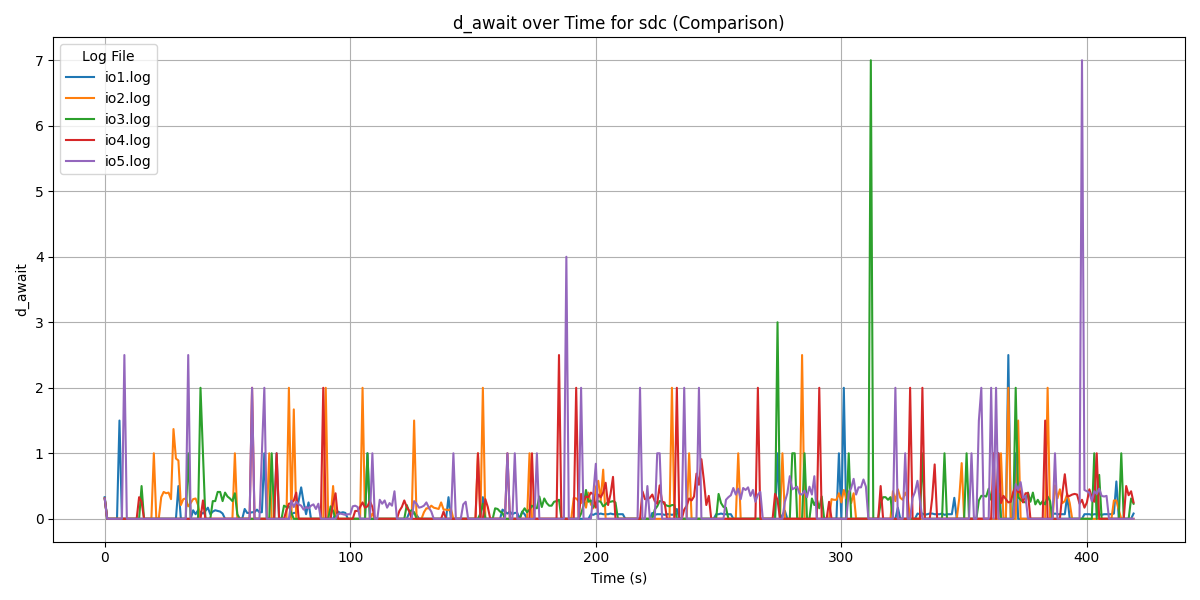 d_await over Time for sdc (Comparison)
Log File
io1.log
io2.log
io3.log
io4.log
io5.log
d_await
7
6
5
4
3
2
1
0
0 100 200 300 400
Time (s)